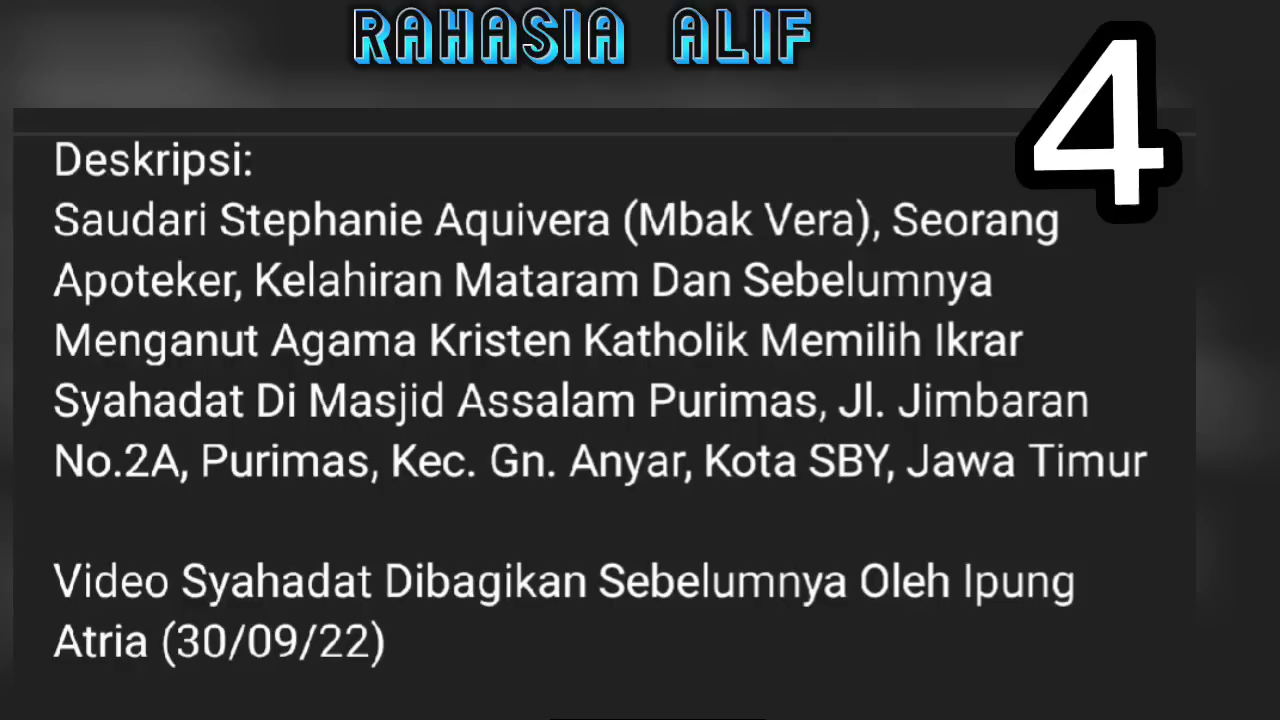 RAHASIA ALIF
4
Deskripsi:
Saudari Stephanie Aquivera (Mbak Vera), Seorang
Apoteker, Kelahiran Mataram Dan Sebelumnya
Menganut Agama Kristen Katholik Memilih Ikrar
Syahadat Di Masjid Assalam Purimas, Jl. Jimbaran
No.2A, Purimas, Kec. Gn. Anyar, Kota SBY, Jawa Timur
Video Syahadat Dibagikan Sebelumnya Oleh Ipung
Atria (30/09/22)